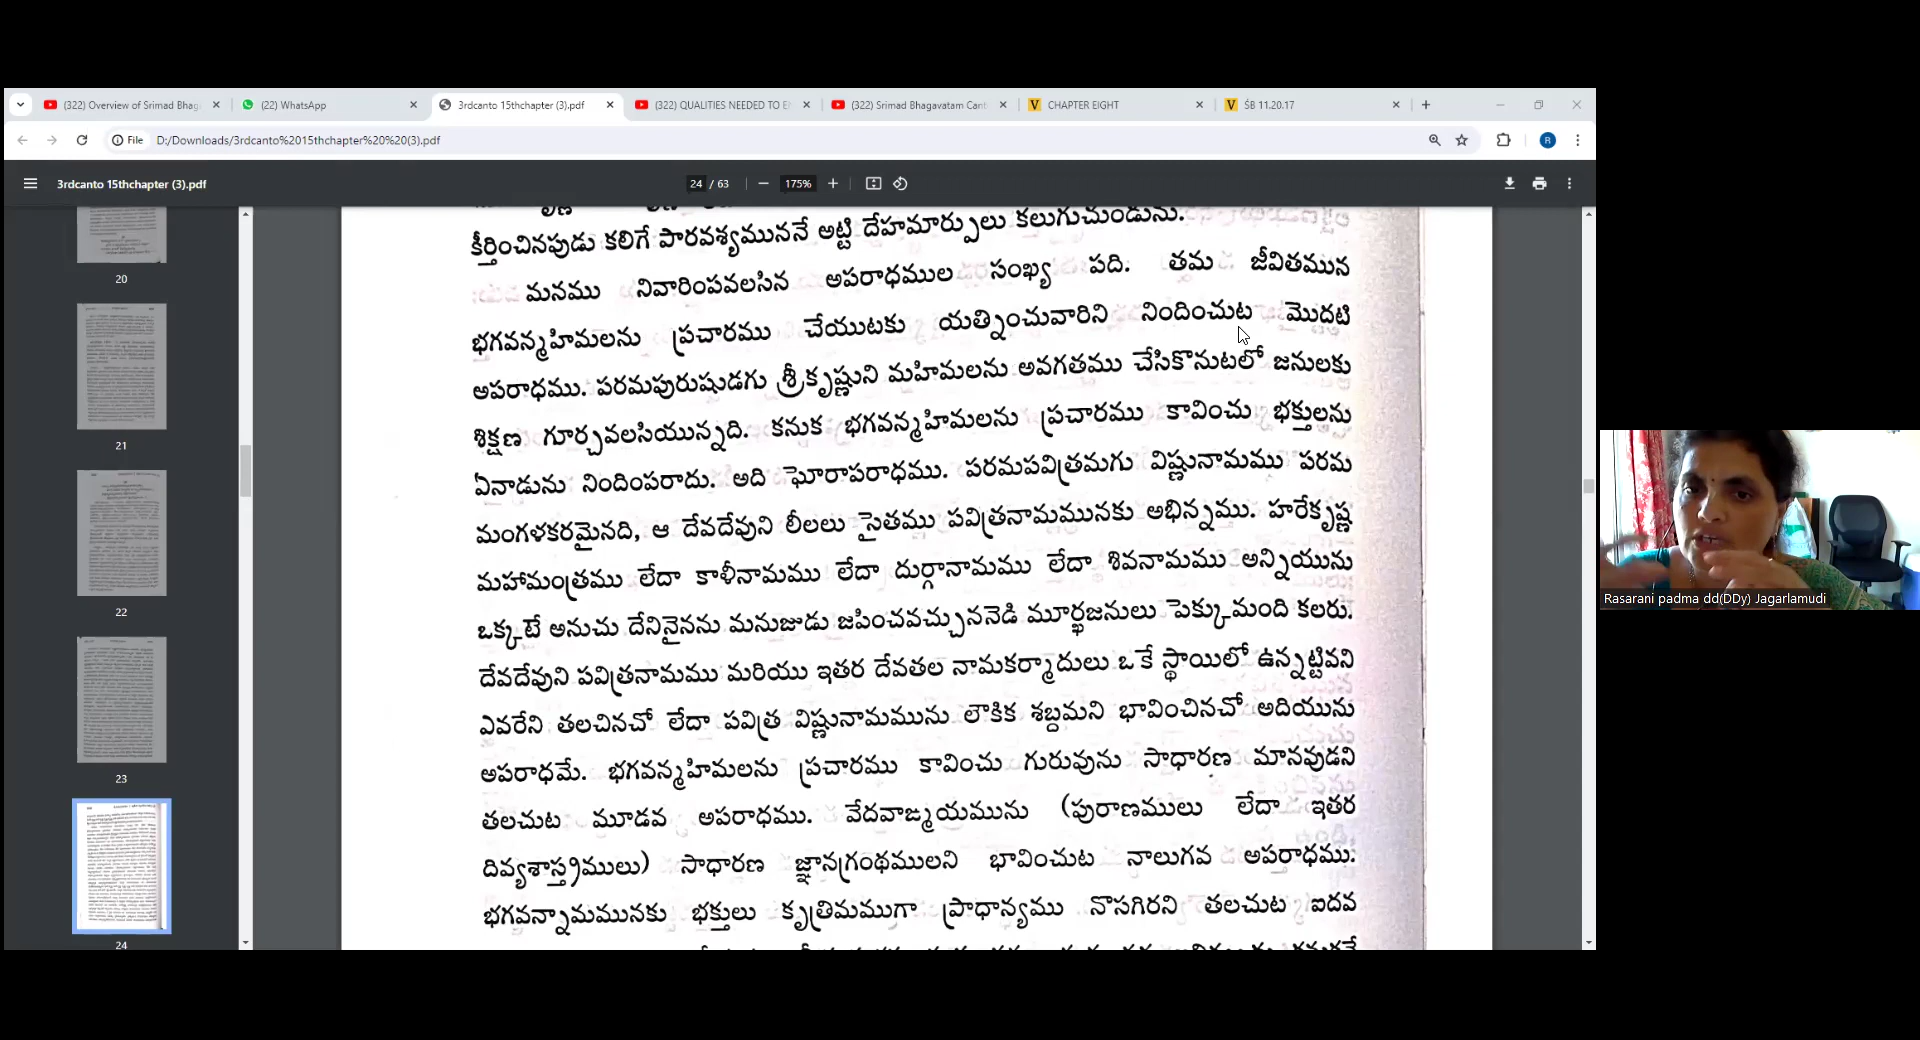 (322) Overview of Srimad Bhag
(22) WhatsApp
3rdcanto 15thchapter (3).pdf
(322) QUALITIES NEEDED TO E
(322) Srimad Bhagavatam Cant
CHAPTER EIGHT
ŚB 11.20.17
File
D:/Downloads/3rdcanto%2015thchapter%20%20(3).pdf
R
3rdcanto 15thchapter (3).pdf
24 / 63
175%
20
21
22
23
24
కీర్తించినపుడు కలిగే పారవశ్యముననే అట్టి దేహమార్పులు కలుగుచుండును.
మనము నివారింపవలసిన అపరాధముల సంఖ్య పది. తమ జీవితమున
భగవన్మహిమలను ప్రచారము చేయుటకు యత్నించువారిని నిందించుట మొదటి
అపరాధము. పరమపురుషుడగు శ్రీకృష్ణుని మహిమలను అవగతము చేసికొనుటలో జనులకు
శిక్షణ గూర్చవలసియున్నది. కనుక భగవన్మహిమలను ప్రచారము కావించు భక్తులను
ఏనాడును నిందింపరాదు. అది ఘోరాపరాధము. పరమపవిత్రమగు విష్ణునామము పరమ
మంగళకరమైనది, ఆ దేవదేవుని లీలలు సైతము పవిత్రనామమునకు అభిన్నము. హరేకృష్ణ
మహామంత్రము లేదా కాళీనామము లేదా దుర్గానామము లేదా శివనామము అన్నియును
ఒక్కటే అనుచు దేనినైనను మనుజుడు జపించవచ్చుననెడి మూర్ఖజనులు పెక్కుమంది కలరు.
దేవదేవుని పవిత్రనామము మరియు ఇతర దేవతల నామకర్మాదులు ఒకే స్థాయిలో ఉన్నట్టివని
ఎవరేని తలచినచో లేదా పవిత్ర విష్ణునామమును లౌకిక శబ్దమని భావించినచో అదియును
అపరాధమే. భగవన్మహిమలను ప్రచారము కావించు గురువును సాధారణ మానవుడని
తలచుట మూడవ అపరాధము. వేదవాఙ్మయమును (పురాణములు లేదా ఇతర
దివ్యశాస్త్రములు) సాధారణ జ్ఞానగ్రంథములని భావించుట నాలుగవ అపరాధము.
భగవన్నామమునకు భక్తులు కృత్రిమముగా ప్రాధాన్యము నొసగిరని తలచుట ఐదవ
Rasarani padma dd(DDy) Jagarlamudi